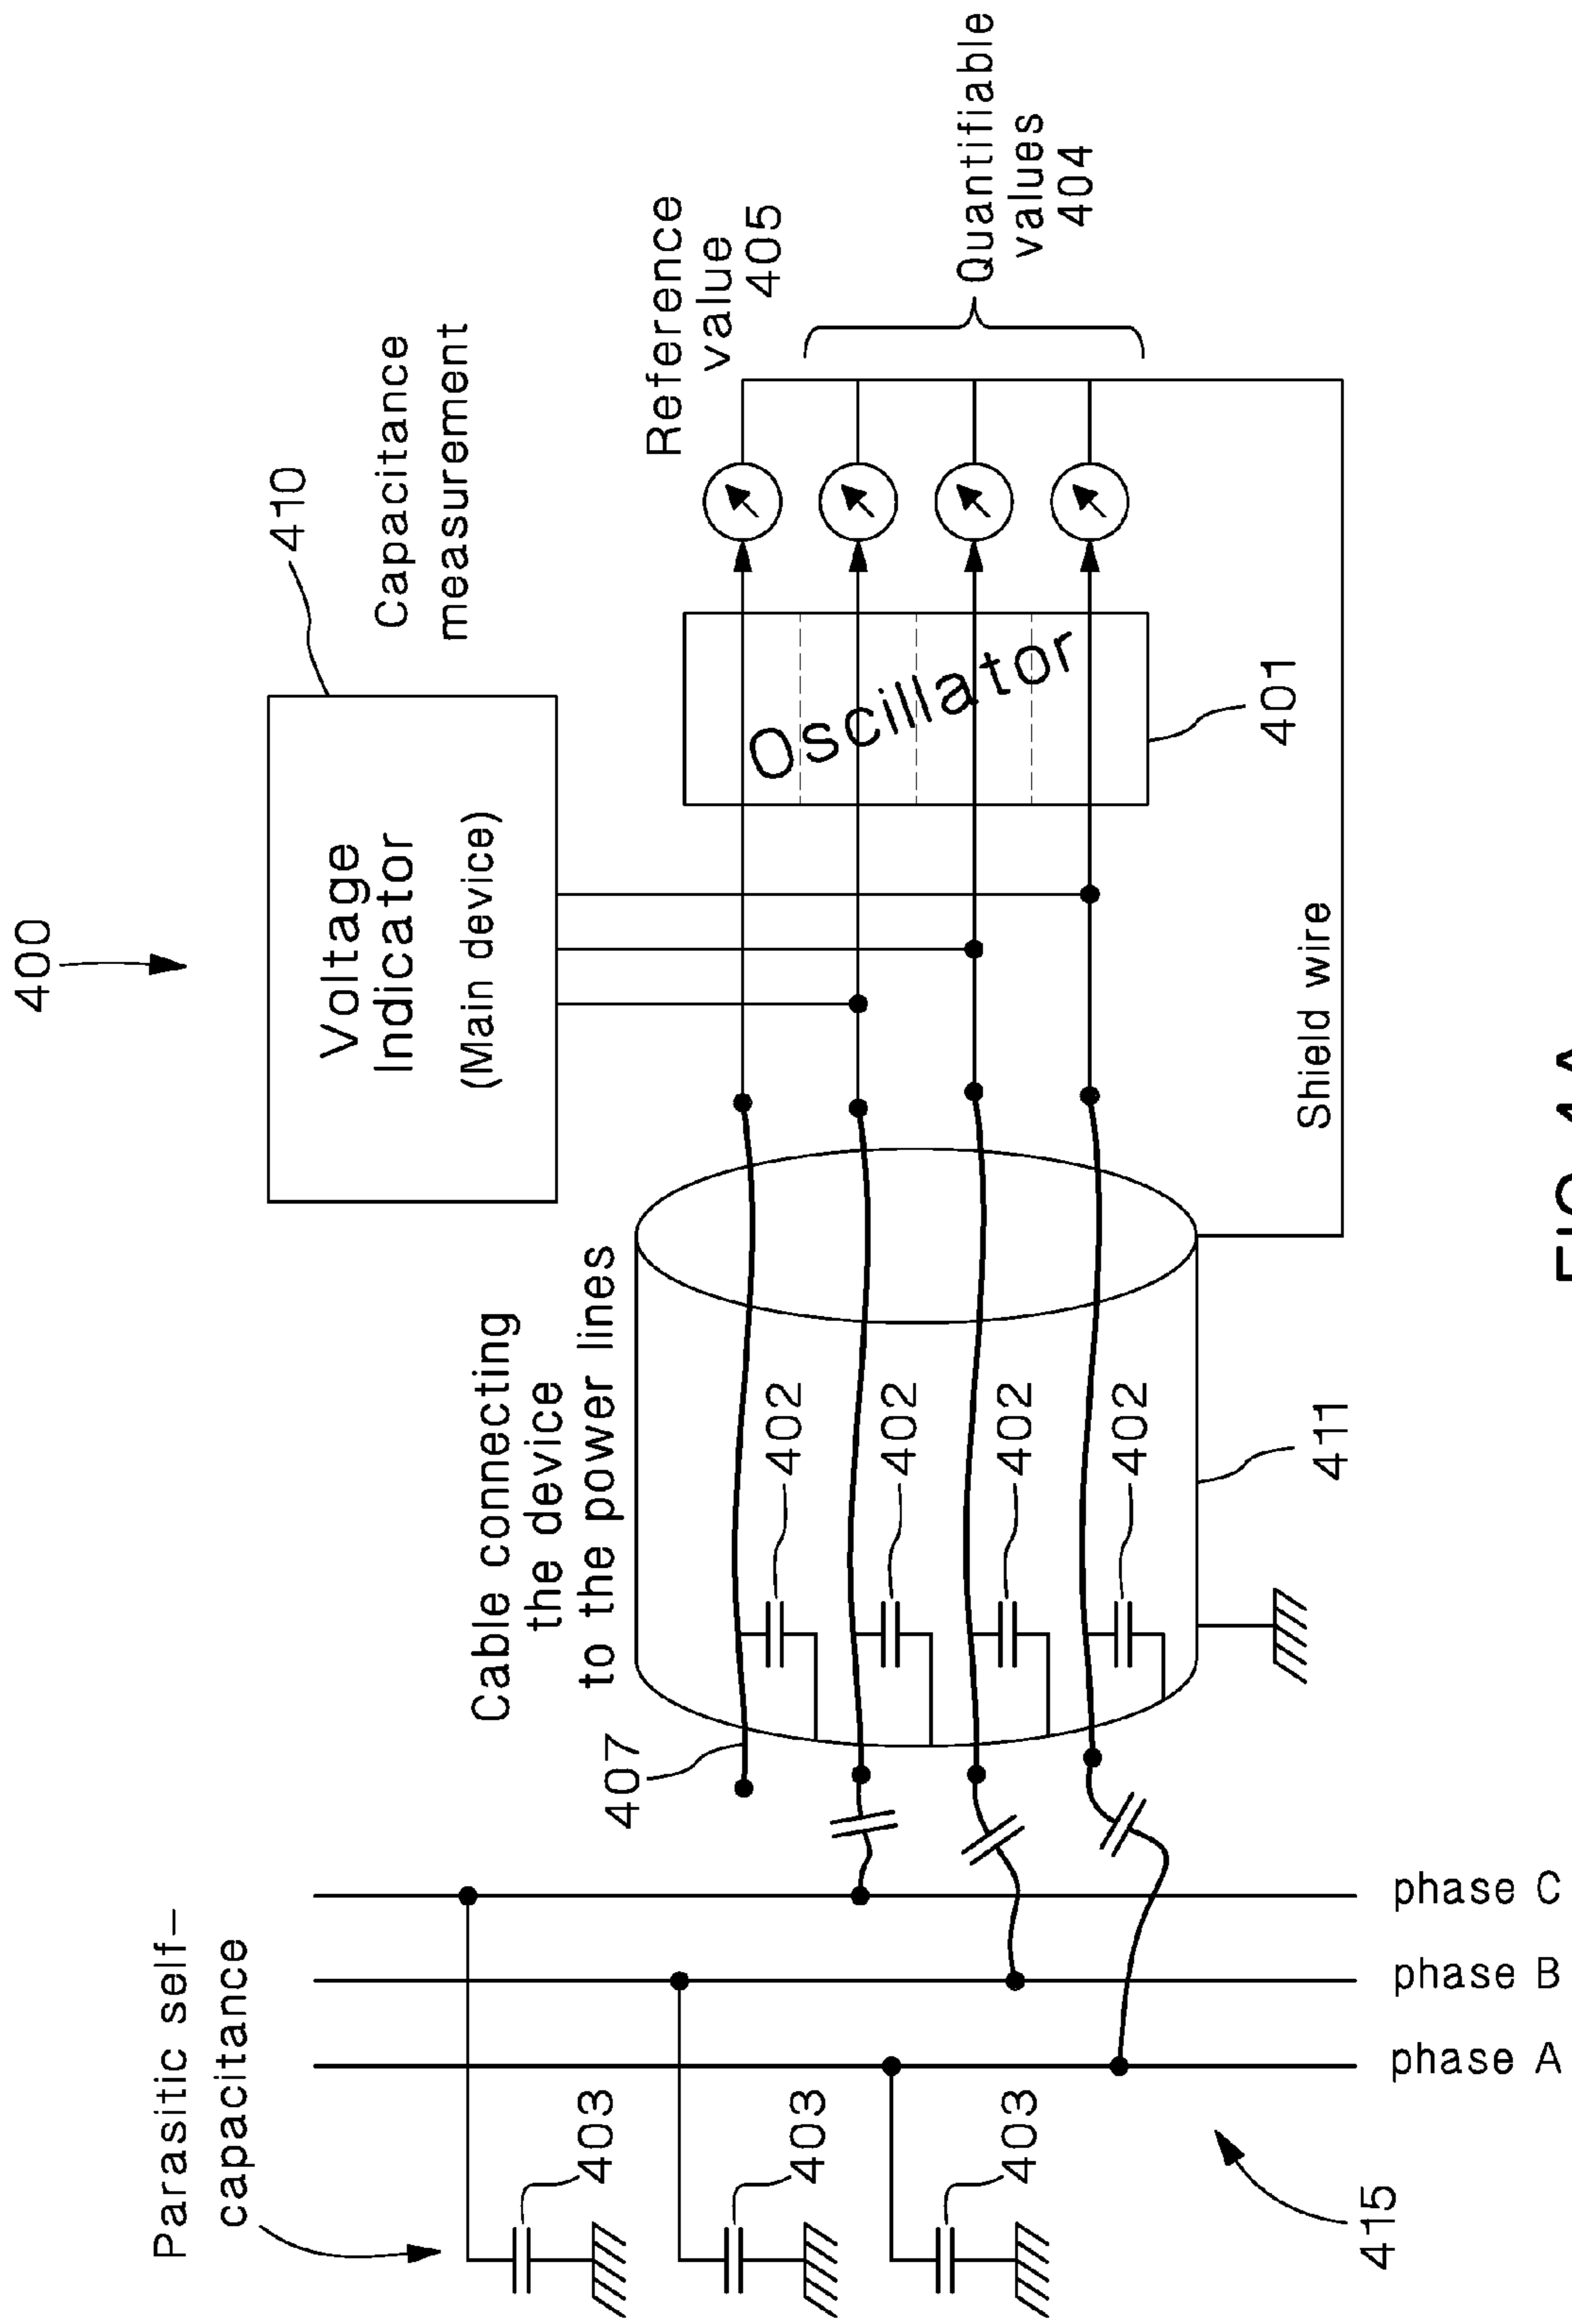 400
Voltage
Indicator
(Main device)
410
Capacitance
measurement
Reference
value
405
Quantifiable
values
404
Oscillator
401
Shield wire
Cable connecting
the device
to the power lines
402
402
402
402
411
407
Parasitic self-
capacitance
403
403
403
phase C
phase B
phase A
415